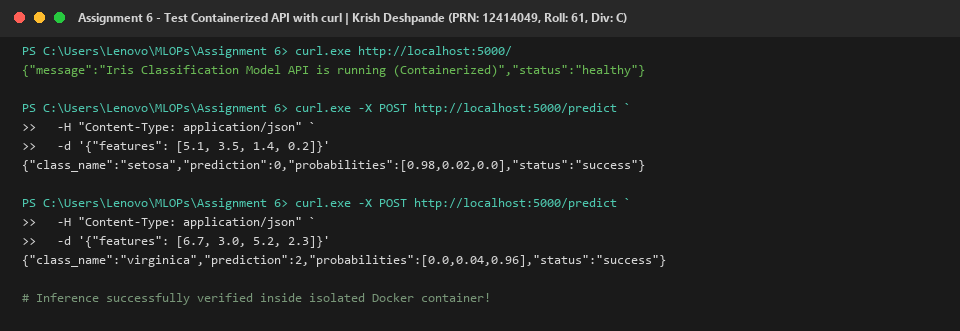 Assignment 6 - Test Containerized API with curl | Krish Deshpande (PRN: 12414049, Roll: 61, Div: C)
PS C:\Users\Lenovo\MLOPs\Assignment 6> curl.exe http://localhost:5000/
{"message":"Iris Classification Model API is running (Containerized)","status":"healthy"}
PS C:\Users\Lenovo\MLOPs\Assignment 6> curl.exe -X POST http://localhost:5000/predict `
>>   -H "Content-Type: application/json" `
>>   -d '{"features": [5.1, 3.5, 1.4, 0.2]}'
{"class_name":"setosa","prediction":0,"probabilities":[0.98,0.02,0.0],"status":"success"}
PS C:\Users\Lenovo\MLOPs\Assignment 6> curl.exe -X POST http://localhost:5000/predict `
>>   -H "Content-Type: application/json" `
>>   -d '{"features": [6.7, 3.0, 5.2, 2.3]}'
{"class_name":"virginica","prediction":2,"probabilities":[0.0,0.04,0.96],"status":"success"}
# Inference successfully verified inside isolated Docker container!